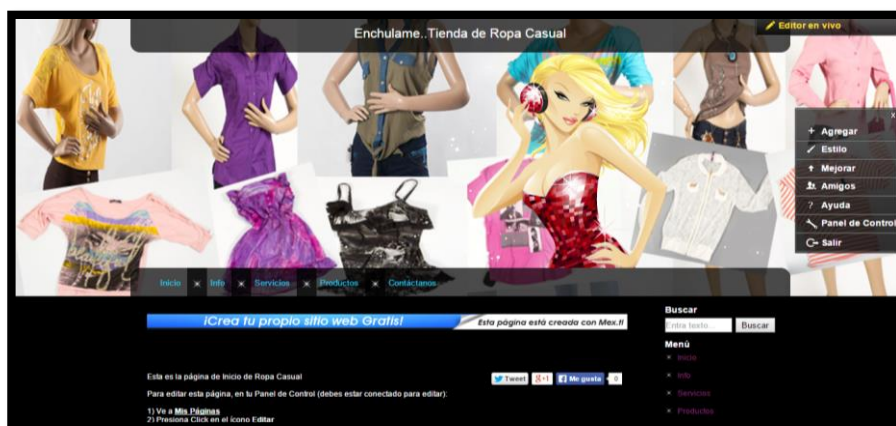 Enchulame..Tienda de Ropa Casual
Editor en vivo
x
+ Agregar
Estilo
Mejorar
Amigos
? Ayuda
Panel de Control
Salir
Inicio × Info × Servicios × Productos × Contáctanos
¡Crea tu propio sitio web Gratis! Esta página está creada con Mex.tl
Buscar
Entra texto... Buscar
Menú
× Inicio
× Info
× Servicios
× Productos
Esta es la página de Inicio de Ropa Casual
Tweet g+1 Me gusta 0
Para editar esta página, en tu Panel de Control (debes estar conectado para editar):
1) Ve a Mis Páginas
2) Presiona Click en el ícono Editar